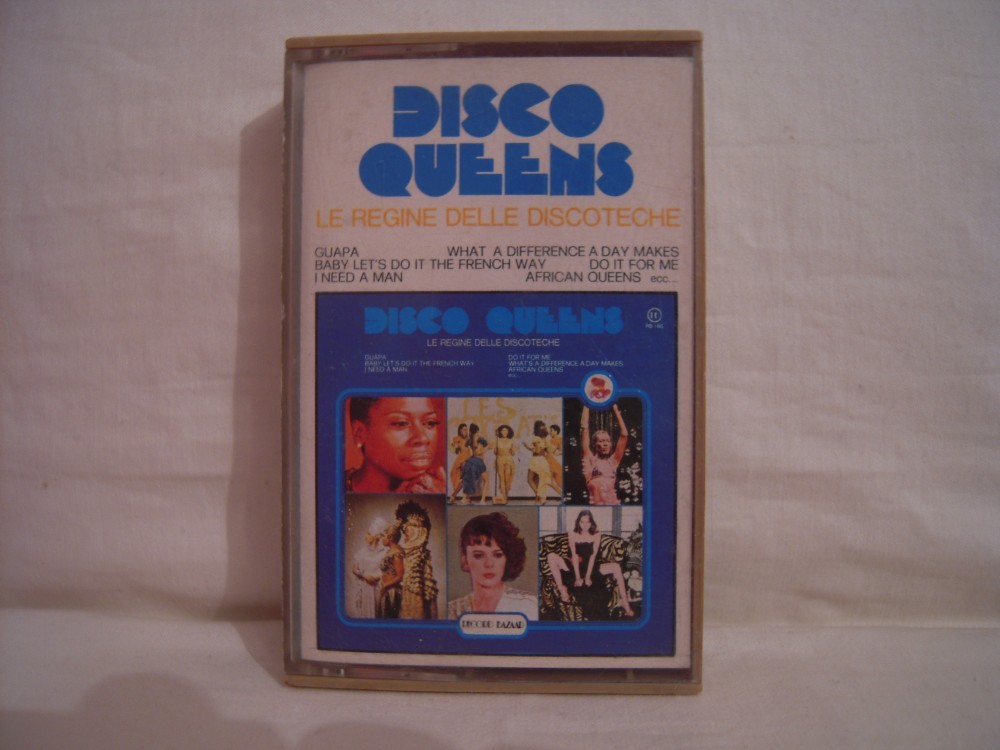 DISCO
QUEENS
LE REGINE DELLE DISCOTECHE
GUAPA WHAT A DIFFERENCE A DAY MAKES
BABY LET'S DO IT THE FRENCH WAY DO IT FOR ME
I NEED A MAN AFRICAN QUEENS ecc...
DISCO QUEENS
LE REGINE DELLE DISCOTECHE
GUAPA DO IT FOR ME
BABY LET'S DO IT THE FRENCH WAY WHAT'S A DIFFERENCE A DAY MAKES
I NEED A MAN AFRICAN QUEENS
ecc.
LES
RECORD BAZAAR